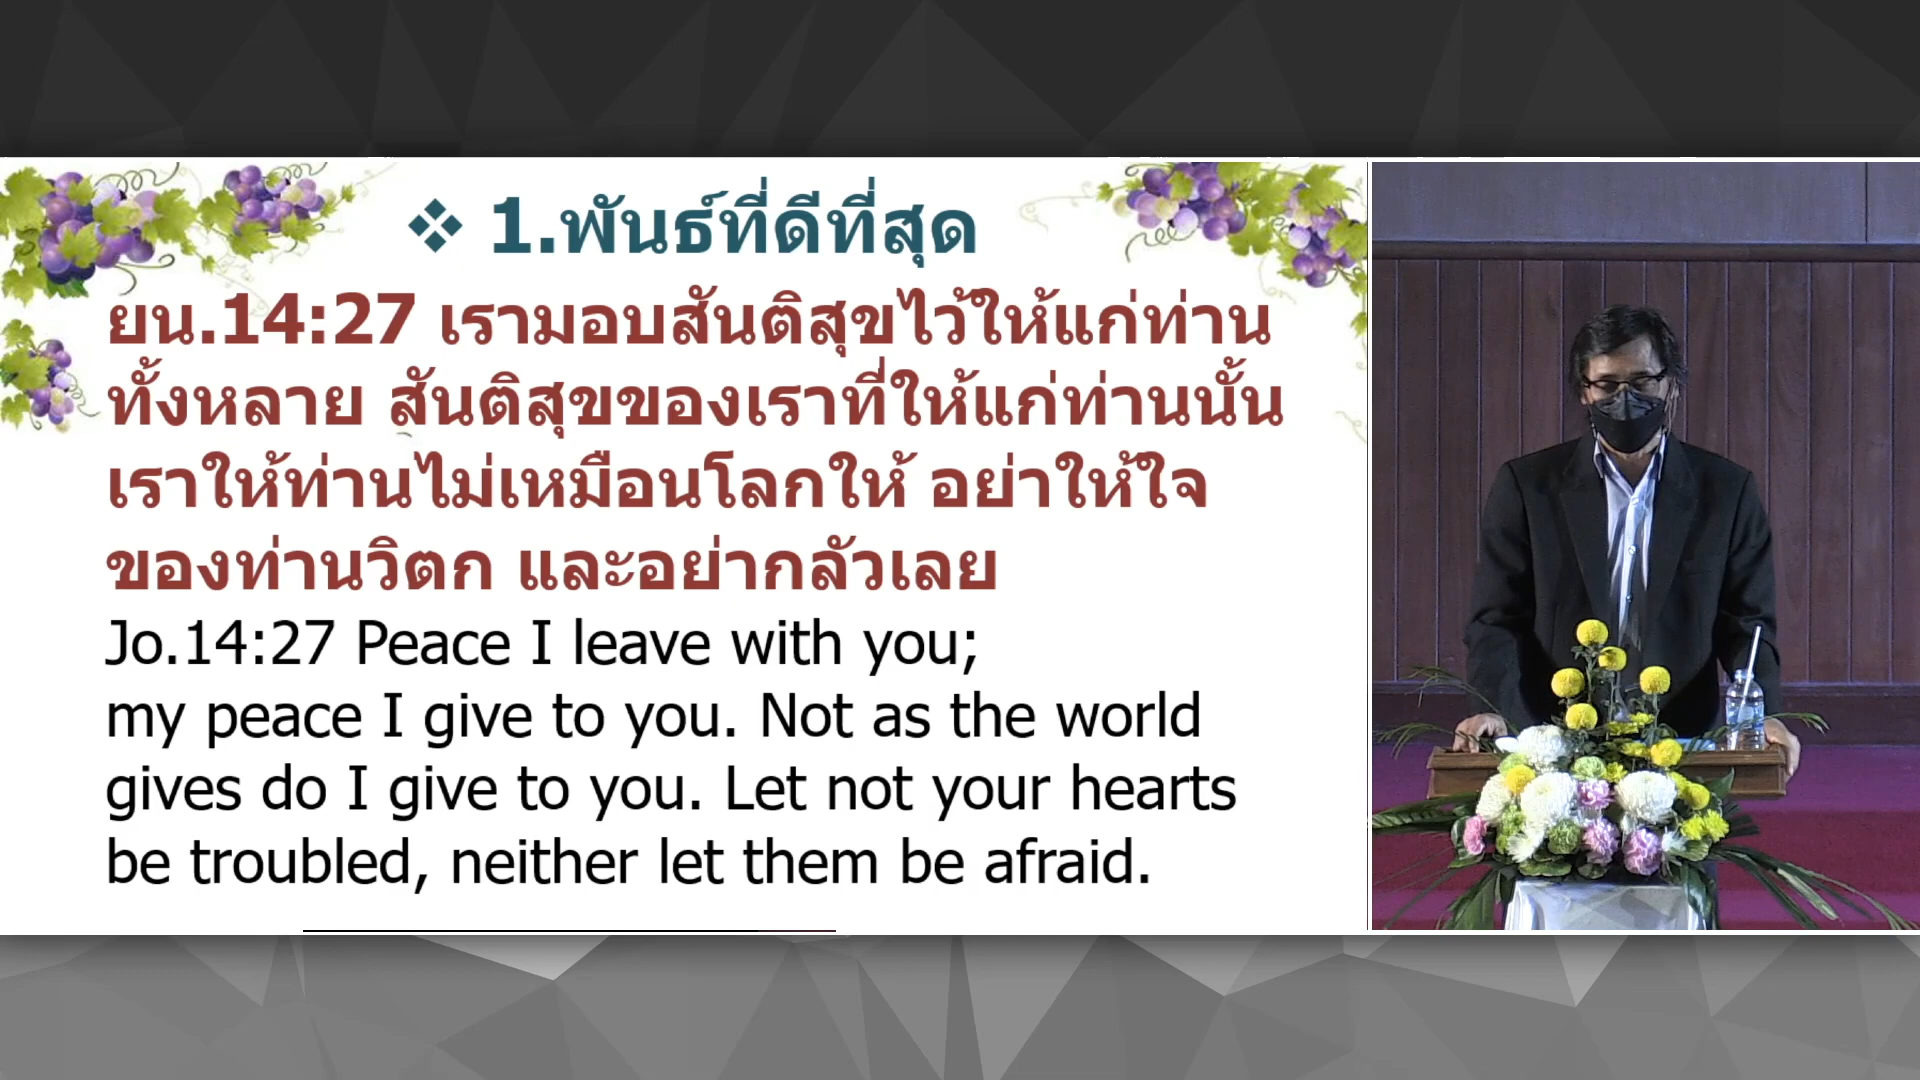 ❖ 1.พันธ์ที่ดีที่สุด
ยน.14:27 เรามอบสันติสุขไว้ให้แก่ท่าน
ทั้งหลาย สันติสุขของเราที่ให้แก่ท่านนั้น
เราให้ท่านไม่เหมือนโลกให้ อย่าให้ใจ
ของท่านวิตก และอย่ากลัวเลย
Jo.14:27 Peace I leave with you;
my peace I give to you. Not as the world
gives do I give to you. Let not your hearts
be troubled, neither let them be afraid.